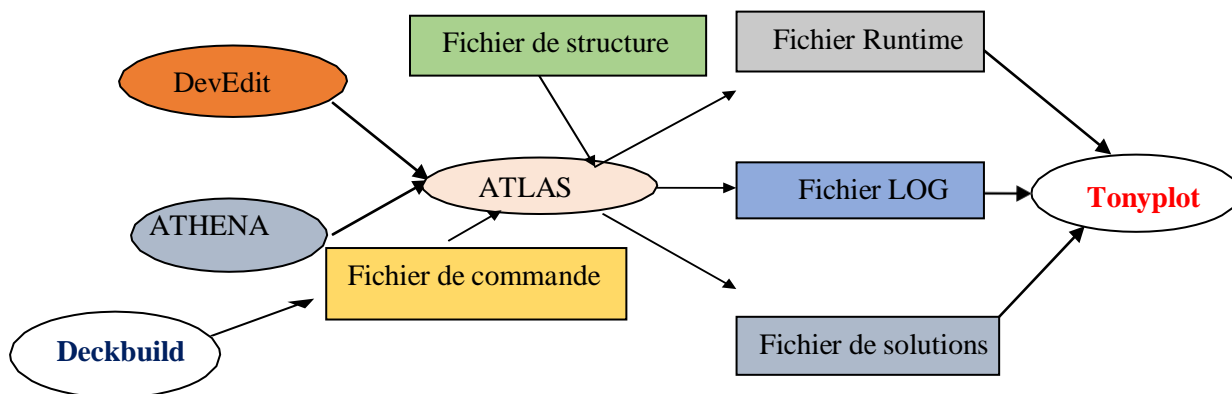 Fichier de structure
Fichier Runtime
DevEdit
ATLAS
Fichier LOG
Tonyplot
ATHENA
Fichier de commande
Deckbuild
Fichier de solutions